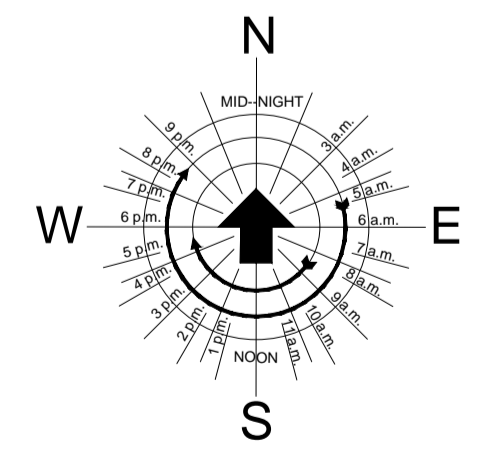 N
MID--NIGHT
9 p.m.
3 a.m.
8 p.m.
4 a.m.
7 p.m.
5 a.m.
W
6 p.m.
6 a.m.
E
5 p.m.
7 a.m.
4 p.m.
8 a.m.
3 p.m.
9 a.m.
2 p.m.
10 a.m.
1 p.m.
11 a.m.
NOON
S